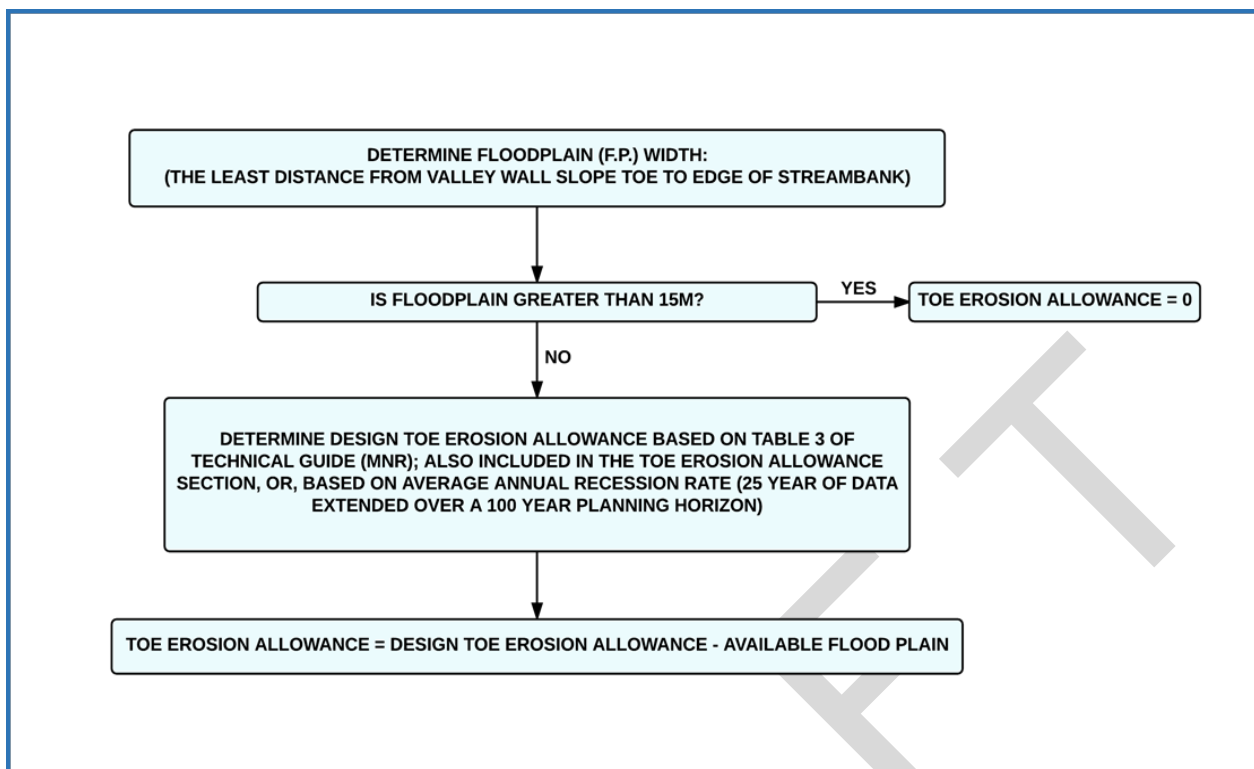 DETERMINE FLOODPLAIN (F.P.) WIDTH:
(THE LEAST DISTANCE FROM VALLEY WALL SLOPE TOE TO EDGE OF STREAMBANK)
IS FLOODPLAIN GREATER THAN 15M?
YES
TOE EROSION ALLOWANCE = 0
NO
DETERMINE DESIGN TOE EROSION ALLOWANCE BASED ON TABLE 3 OF
TECHNICAL GUIDE (MNR); ALSO INCLUDED IN THE TOE EROSION ALLOWANCE
SECTION, OR, BASED ON AVERAGE ANNUAL RECESSION RATE (25 YEAR OF DATA
EXTENDED OVER A 100 YEAR PLANNING HORIZON)
TOE EROSION ALLOWANCE = DESIGN TOE EROSION ALLOWANCE - AVAILABLE FLOOD PLAIN